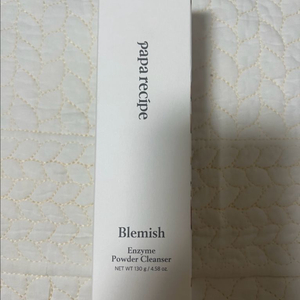 papa recipe
Blemish
Enzyme
Powder Cleanser
NET WT 130 g / 4.58 oz.